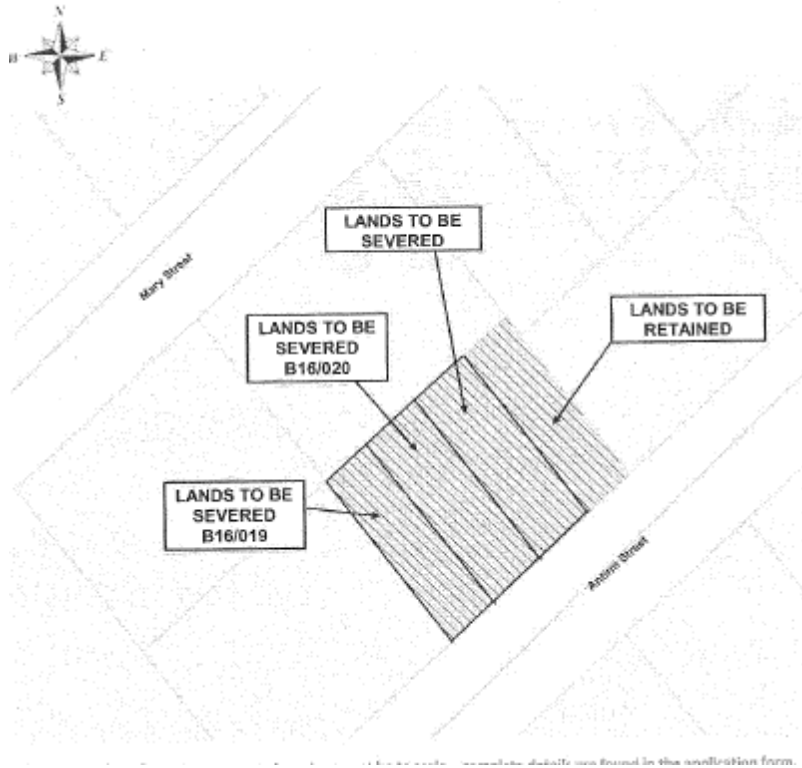 N
E
S
Mary Street
LANDS TO BE
SEVERED
LANDS TO BE
RETAINED
LANDS TO BE
SEVERED
B16/020
LANDS TO BE
SEVERED
B16/019
Antrim Street
complete details are found in the application form.